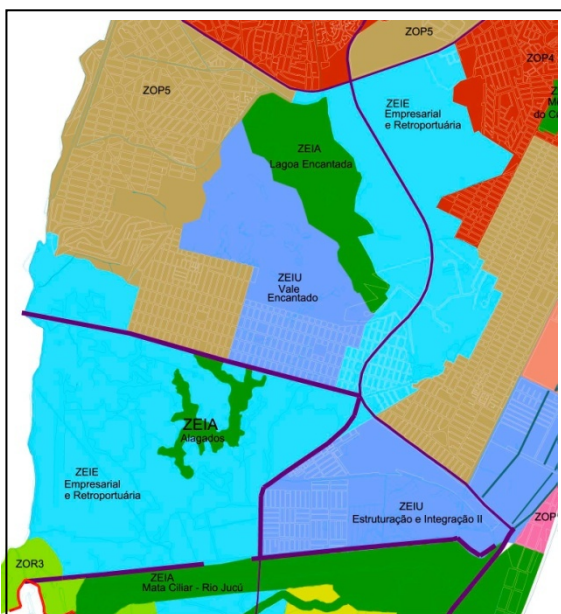 ZOP5
ZOP5
ZOP4
ZEIE
Empresarial
e Retroportuária
ZEIA
Lagoa Encantada
ZEIU
Vale
Encantado
ZEIA
Alagados
ZEIE
Empresarial
e Retroportuária
ZEIU
Estruturação e Integração II
ZOR3
ZEIA
Mata Ciliar - Rio Jucú